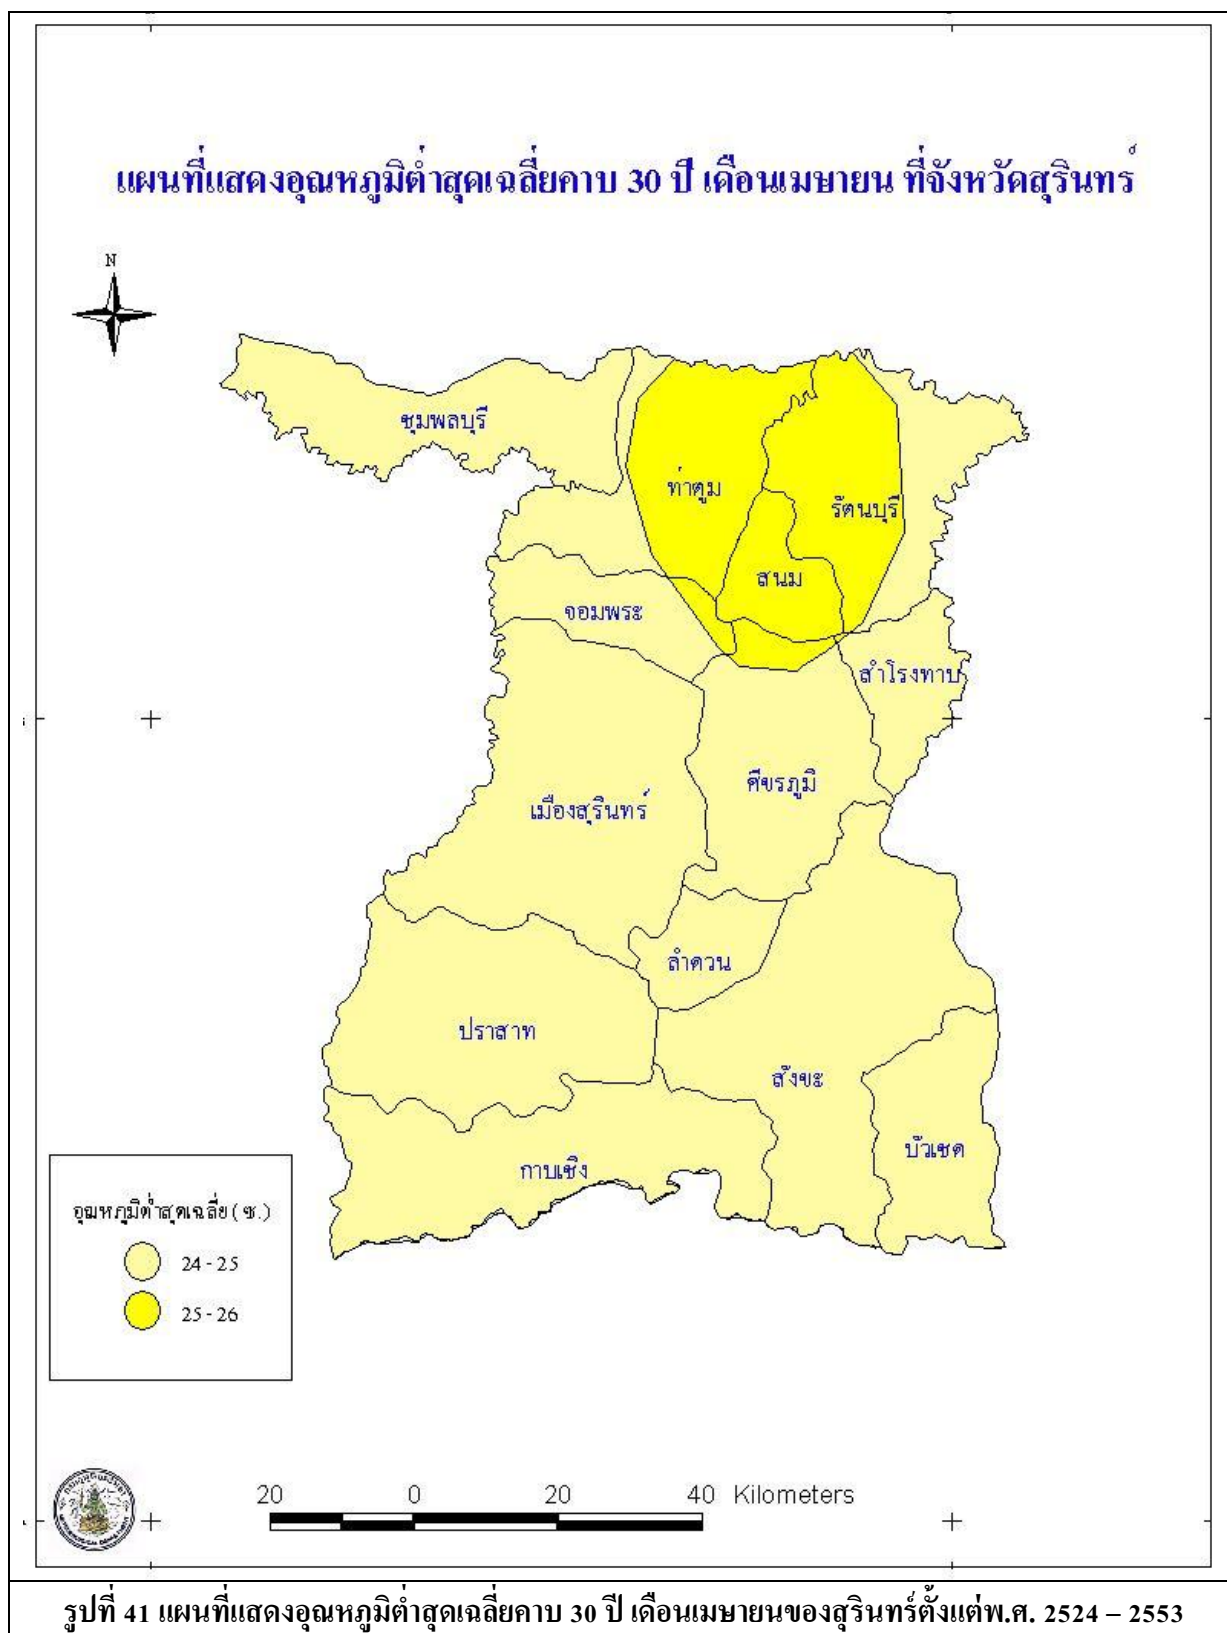 แผนที่แสดงอุณหภูมิต่ำสุดเฉลี่ยคาบ 30 ปี เดือนเมษายน ที่จังหวัดสุรินทร์
N
ชุมพลบุรี
ท่าตูม
รัตนบุรี
สนม
จอมพระ
สำโรงทาบ
ศีขรภูมิ
เมืองสุรินทร์
ลำดวน
ปราสาท
สังขะ
บัวเชด
กาบเชิง
อุณหภูมิต่ำสุดเฉลี่ย (ซ.)
24 - 25
25 - 26
20 0 20 40 Kilometers
รูปที่ 41 แผนที่แสดงอุณหภูมิต่ำสุดเฉลี่ยคาบ 30 ปี เดือนเมษายนของสุรินทร์ตั้งแต่พ.ศ. 2524 – 2553